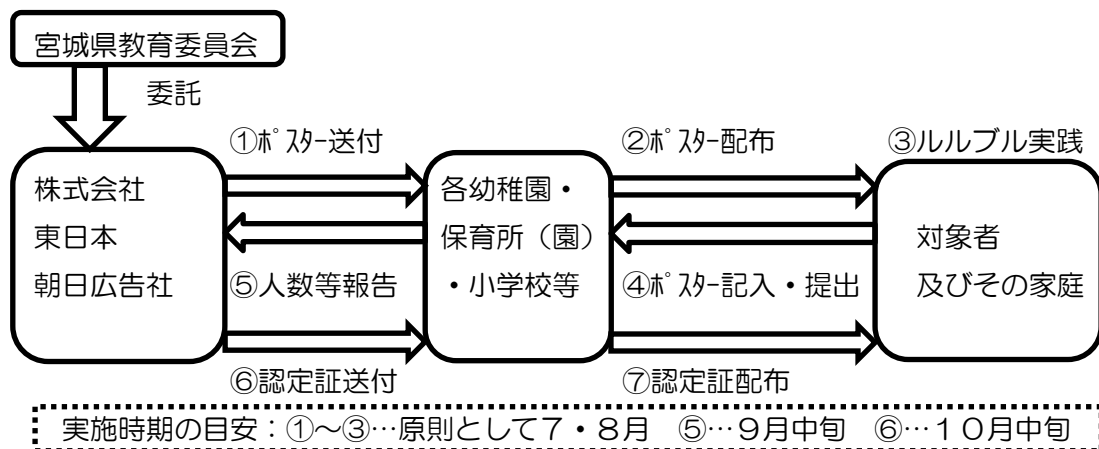 宮城県教育委員会
委託
①ﾎﾟｽﾀｰ送付
②ﾎﾟｽﾀｰ配布
③ルルブル実践
株式会社
東日本
朝日広告社
各幼稚園・
保育所（園）
・小学校等
対象者
及びその家庭
⑤人数等報告
④ﾎﾟｽﾀｰ記入・提出
⑥認定証送付
⑦認定証配布
実施時期の目安：①～③…原則として７・８月　⑤…９月中旬　⑥…１０月中旬